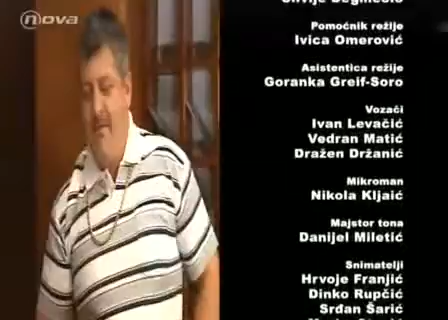 nova
Pomoćnik režije
Ivica Omerović
Asistentica režije
Goranka Greif-Soro
Vozači
Ivan Levačić
Vedran Matić
Dražen Držanić
Mikroman
Nikola Kljaić
Majstor tona
Danijel Miletić
Snimatelji
Hrvoje Franjić
Dinko Rupčić
Srđan Šarić